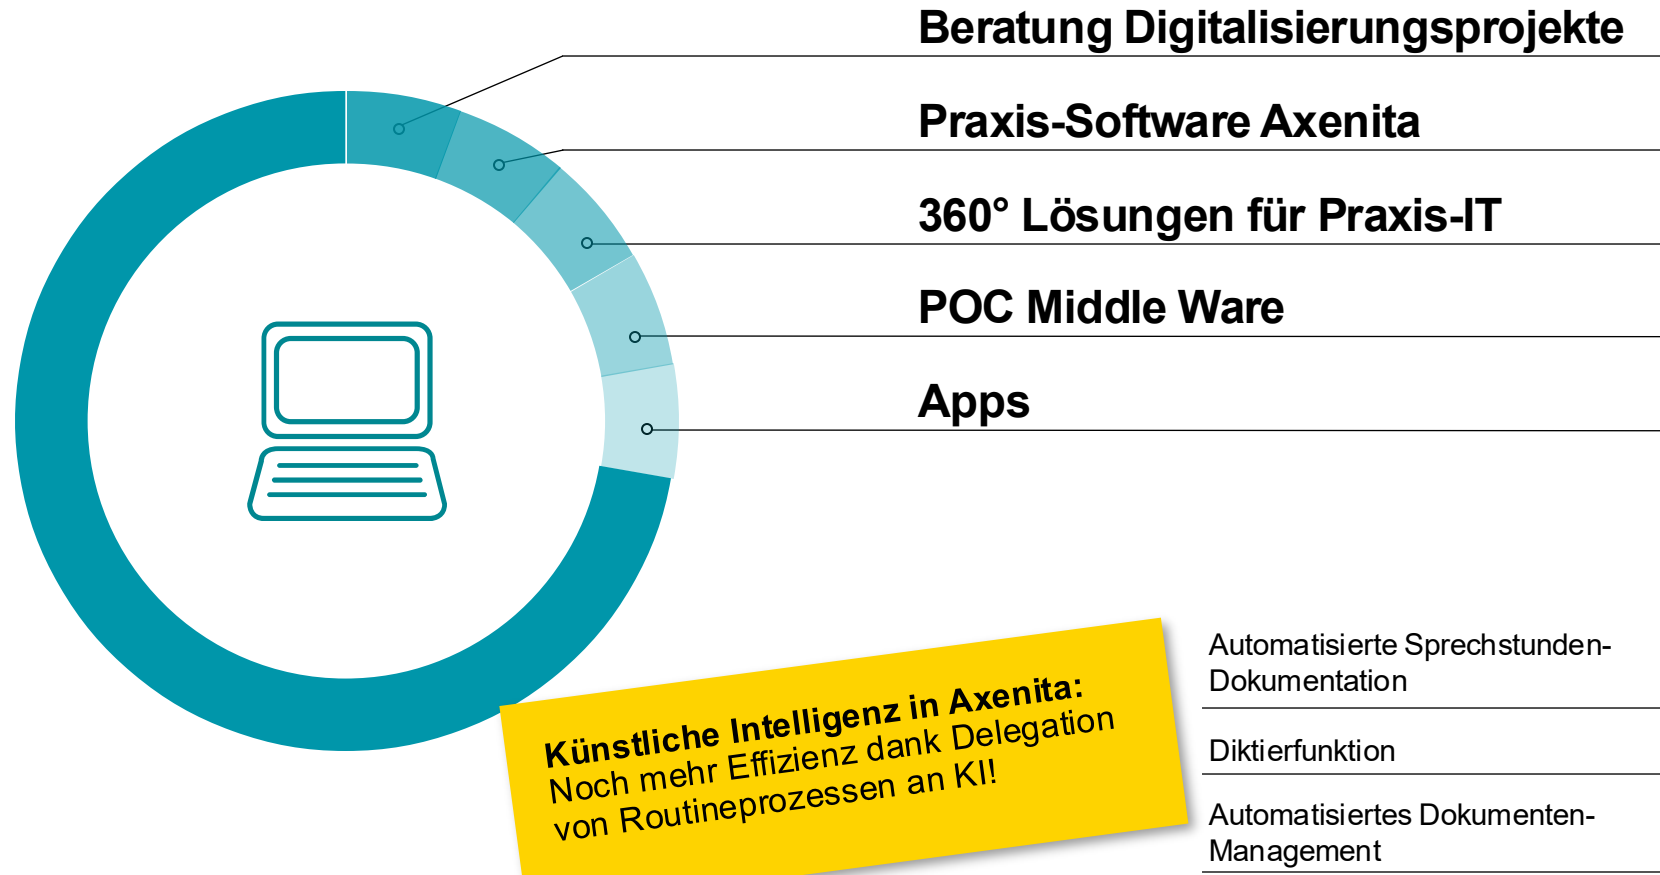 Beratung Digitalisierungsprojekte
Praxis-Software Axenita
360° Lösungen für Praxis-IT
POC Middle Ware
Apps
Künstliche Intelligenz in Axenita:
Noch mehr Effizienz dank Delegation
von Routineprozessen an KI!
Automatisierte Sprechstunden-
Dokumentation
Diktierfunktion
Automatisiertes Dokumenten-
Management